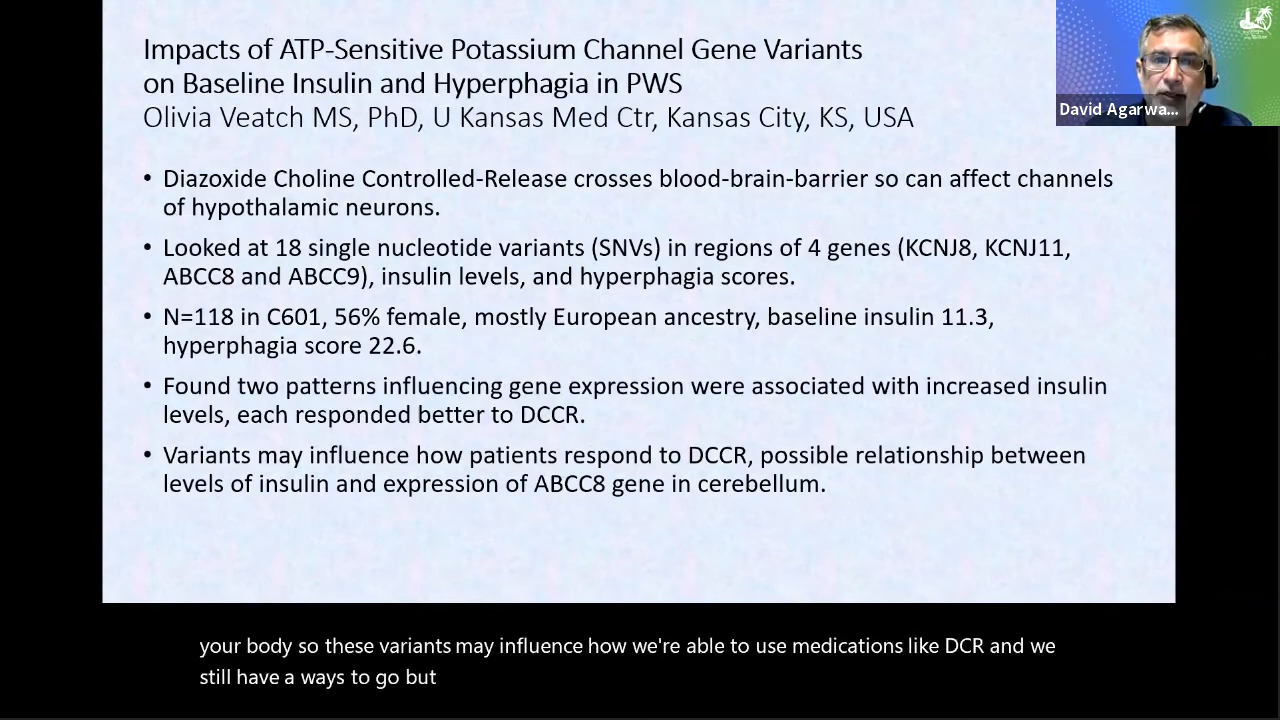 Impacts of ATP-Sensitive Potassium Channel Gene Variants
on Baseline Insulin and Hyperphagia in PWS
Olivia Veatch MS, PhD, U Kansas Med Ctr, Kansas City, KS, USA
David Agarwa...
• Diazoxide Choline Controlled-Release crosses blood-brain-barrier so can affect channels
of hypothalamic neurons.
• Looked at 18 single nucleotide variants (SNVs) in regions of 4 genes (KCNJ8, KCNJ11,
ABCC8 and ABCC9), insulin levels, and hyperphagia scores.
• N=118 in C601, 56% female, mostly European ancestry, baseline insulin 11.3,
hyperphagia score 22.6.
• Found two patterns influencing gene expression were associated with increased insulin
levels, each responded better to DCCR.
• Variants may influence how patients respond to DCCR, possible relationship between
levels of insulin and expression of ABCC8 gene in cerebellum.
your body so these variants may influence how we're able to use medications like DCR and we
still have a ways to go but